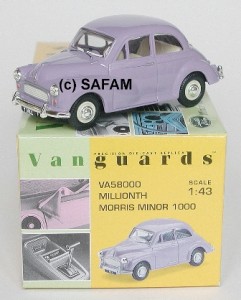 (c) SAFAM
Vanguards
VA58000
MILLIONTH
MORRIS MINOR 1000
SCALE
1:43